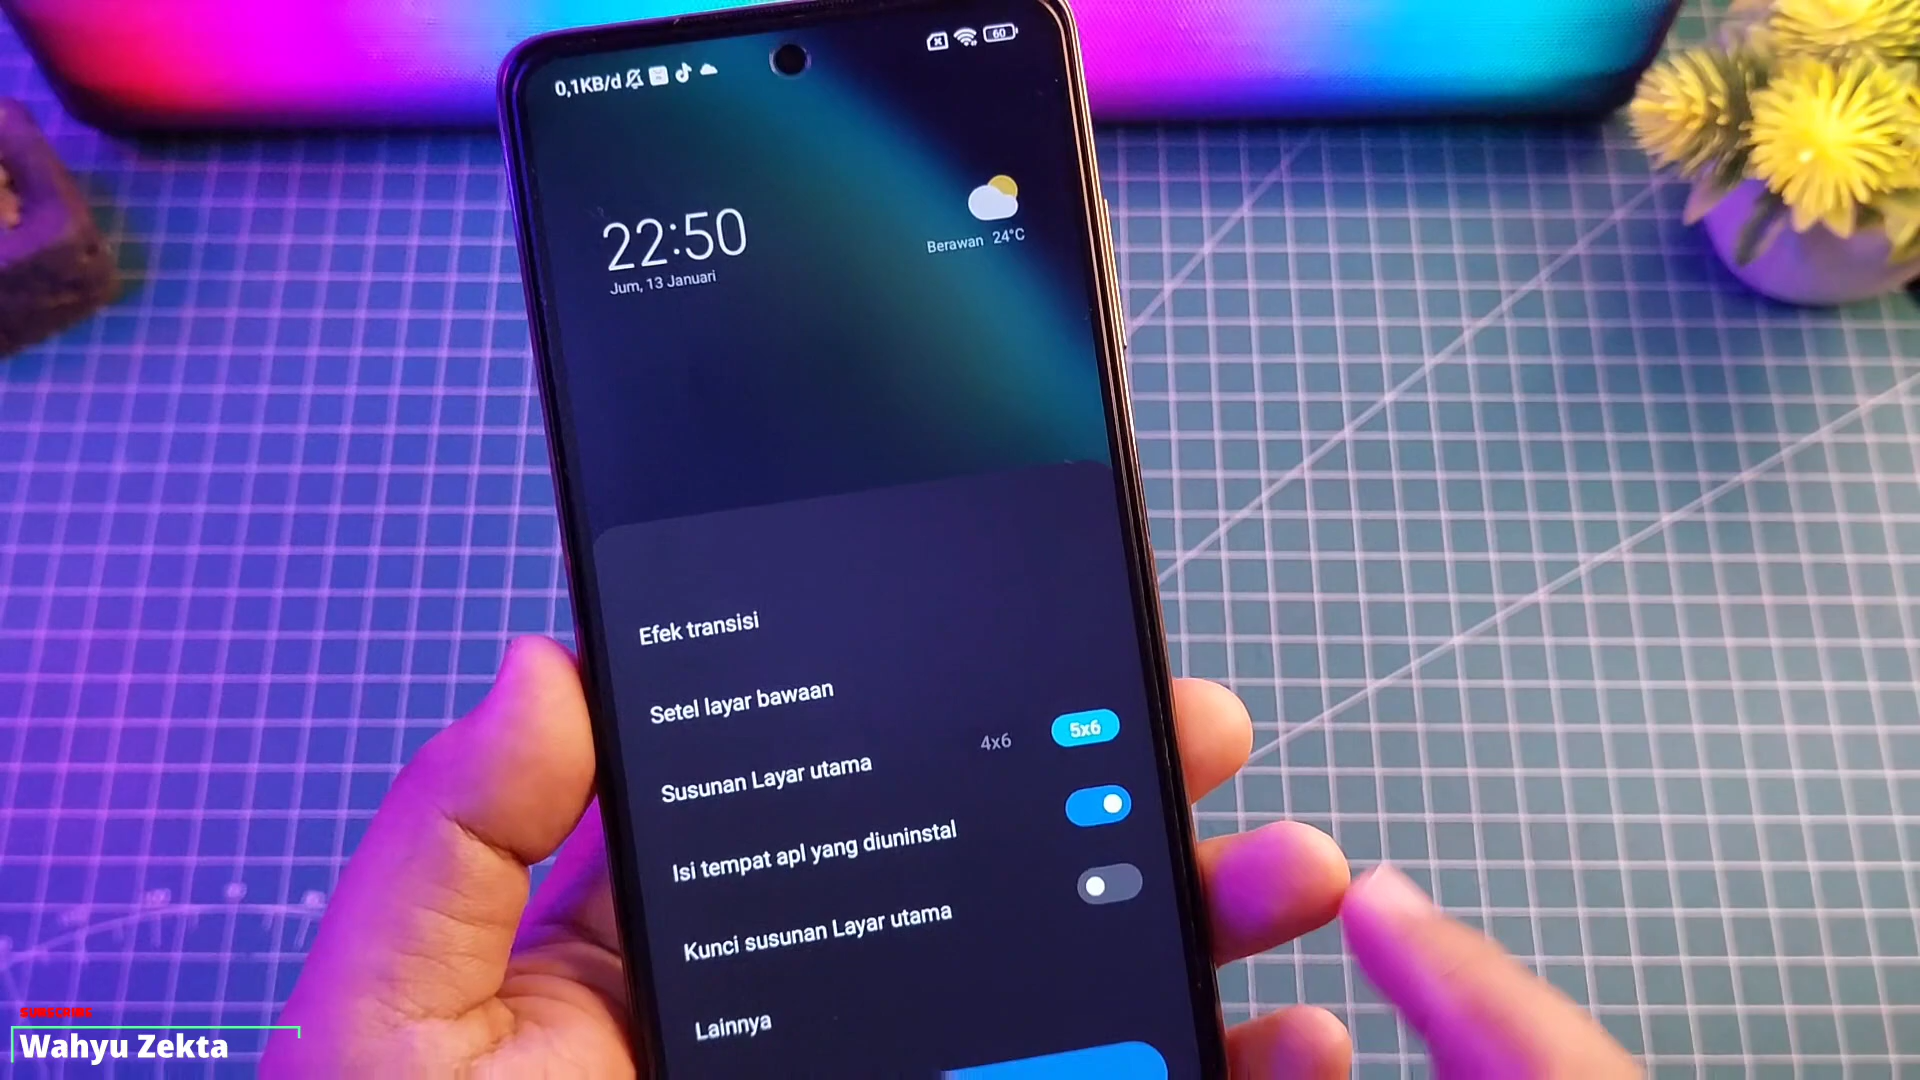 0,1KB/d
60
22:50
Jum, 13 Januari
Berawan 24°C
Efek transisi
Setel layar bawaan
Susunan Layar utama 4x6 5x6
Isi tempat apl yang diuninstal
Kunci susunan Layar utama
Lainnya
SUBSCRIBE
Wahyu Zekta